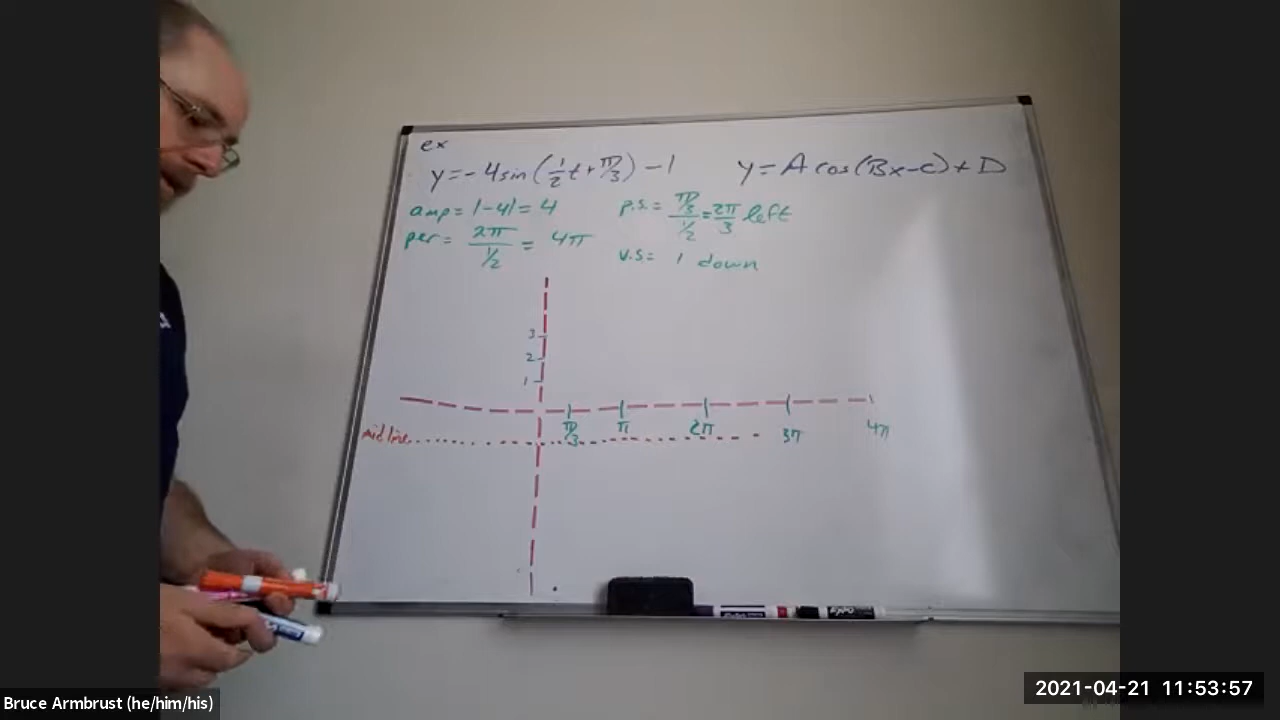 ex
y=-4sin(1/2t+π/3)-1
y=A cos(Bx-C)+D
amp=|-4|=4
p.s.= π/3 / 1/2 = 2π/3 left
per= 2π / 1/2 = 4π
v.s= 1 down
3
2
1
midline
π/3
π
2π
3π
4π
EXPO
Bruce Armbrust (he/him/his)
2021-04-21 11:53:57